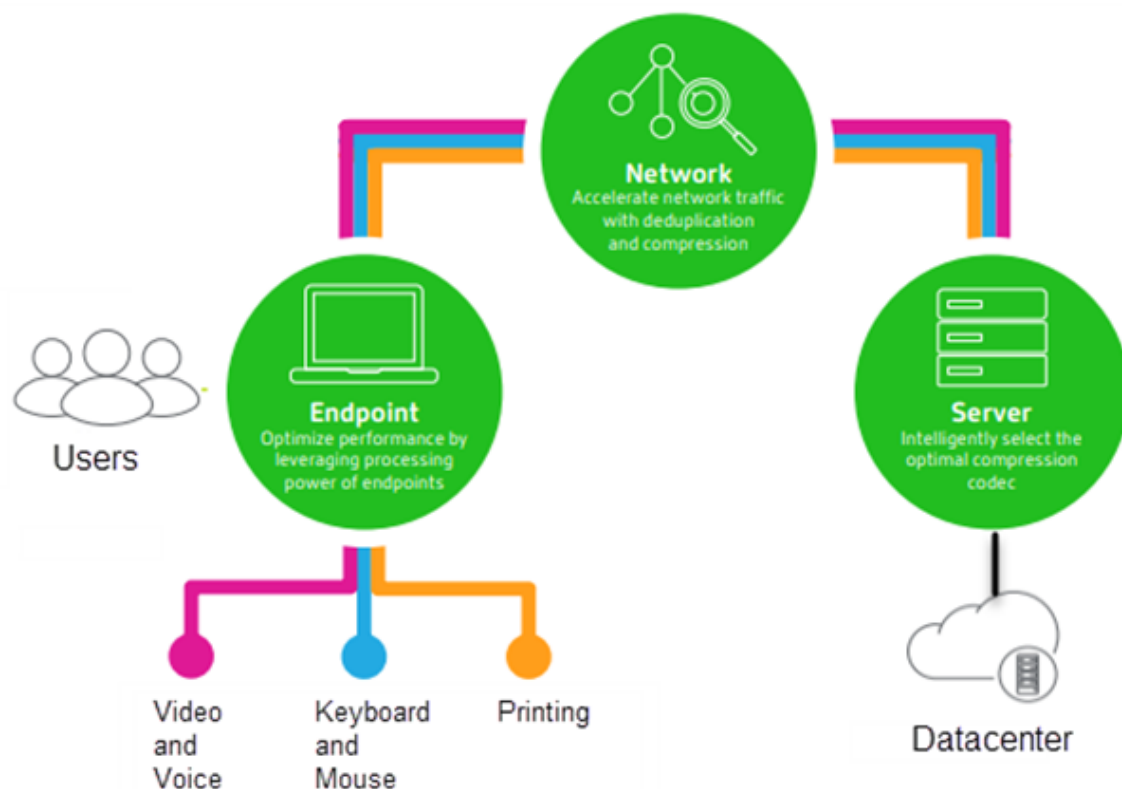 Network
Accelerate network traffic
with deduplication
and compression
Endpoint
Optimize performance by
leveraging processing
power of endpoints
Server
Intelligently select the
optimal compression
codec
Users
Video
and
Voice
Keyboard
and
Mouse
Printing
Datacenter